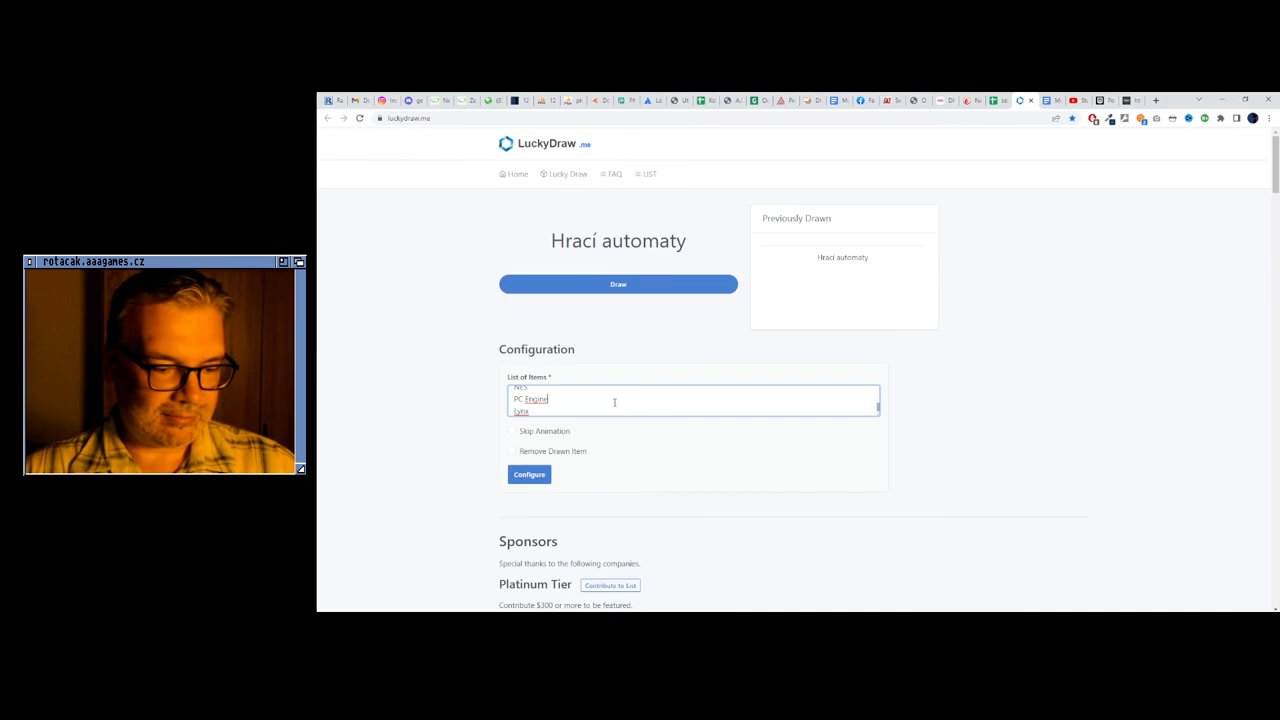 rotacak.aaagames.cz
luckydraw.me
LuckyDraw .me
Home
Lucky Draw
FAQ
LIST
Hrací automaty
Draw
Previously Drawn
Hrací automaty
Configuration
List of Items *
NES
PC Engine
Lynx
Skip Animation
Remove Drawn Item
Configure
Sponsors
Special thanks to the following companies.
Platinum Tier
Contribute to List
Contribute $300 or more to be featured.